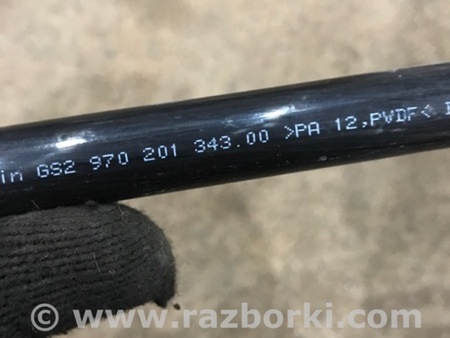 in GS2 970 201 343.00 >PA 12,PVDF<
© www.razborki.com